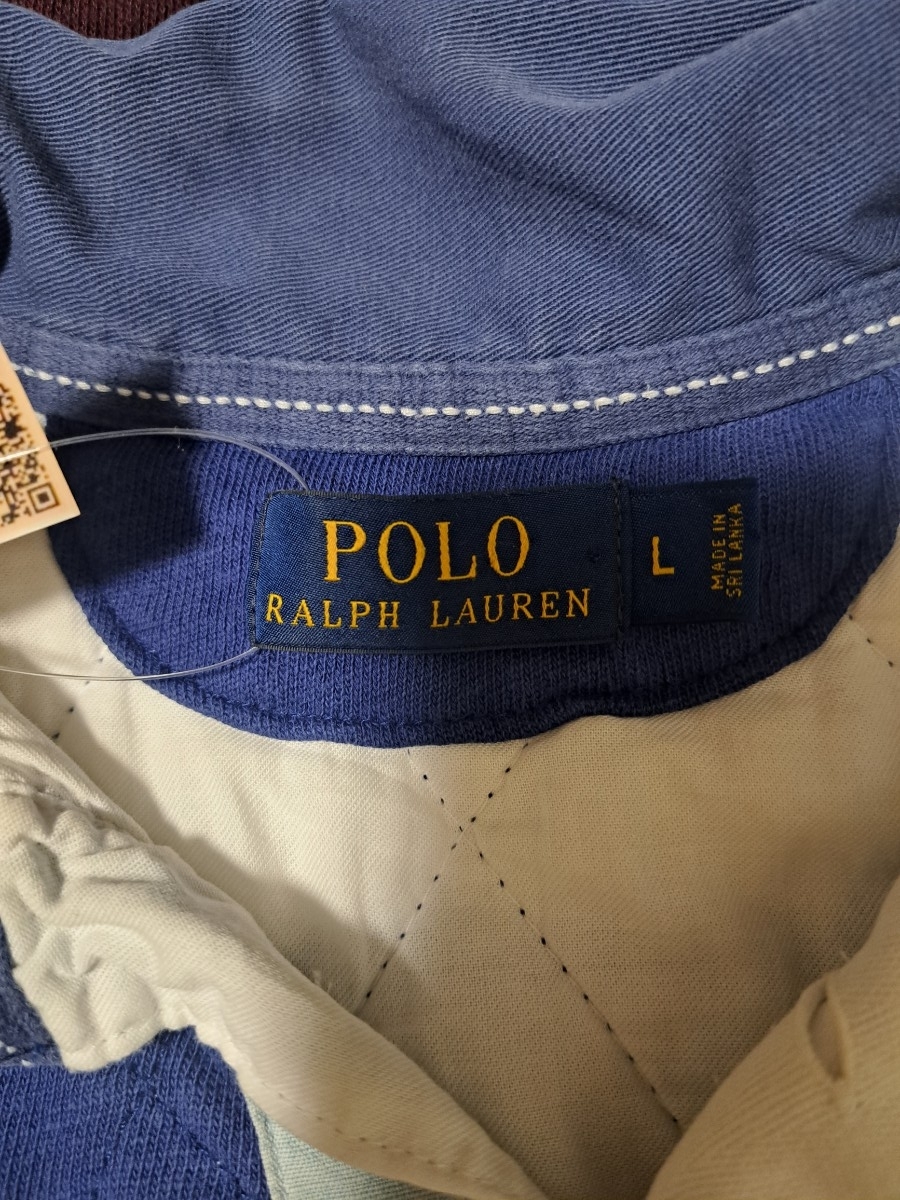 POLO
RALPH LAUREN
L
MADE IN
SRI LANKA